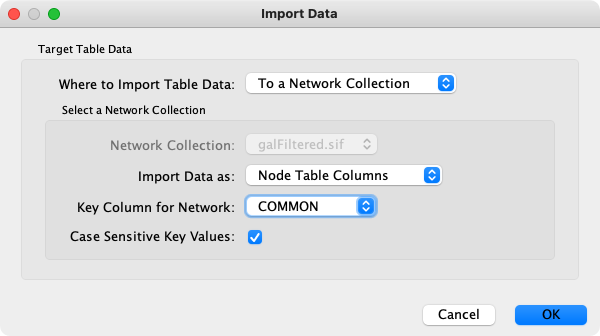 Import Data
Target Table Data
Where to Import Table Data: To a Network Collection
Select a Network Collection
Network Collection: galFiltered.sif
Import Data as: Node Table Columns
Key Column for Network: COMMON
Case Sensitive Key Values:
Cancel OK